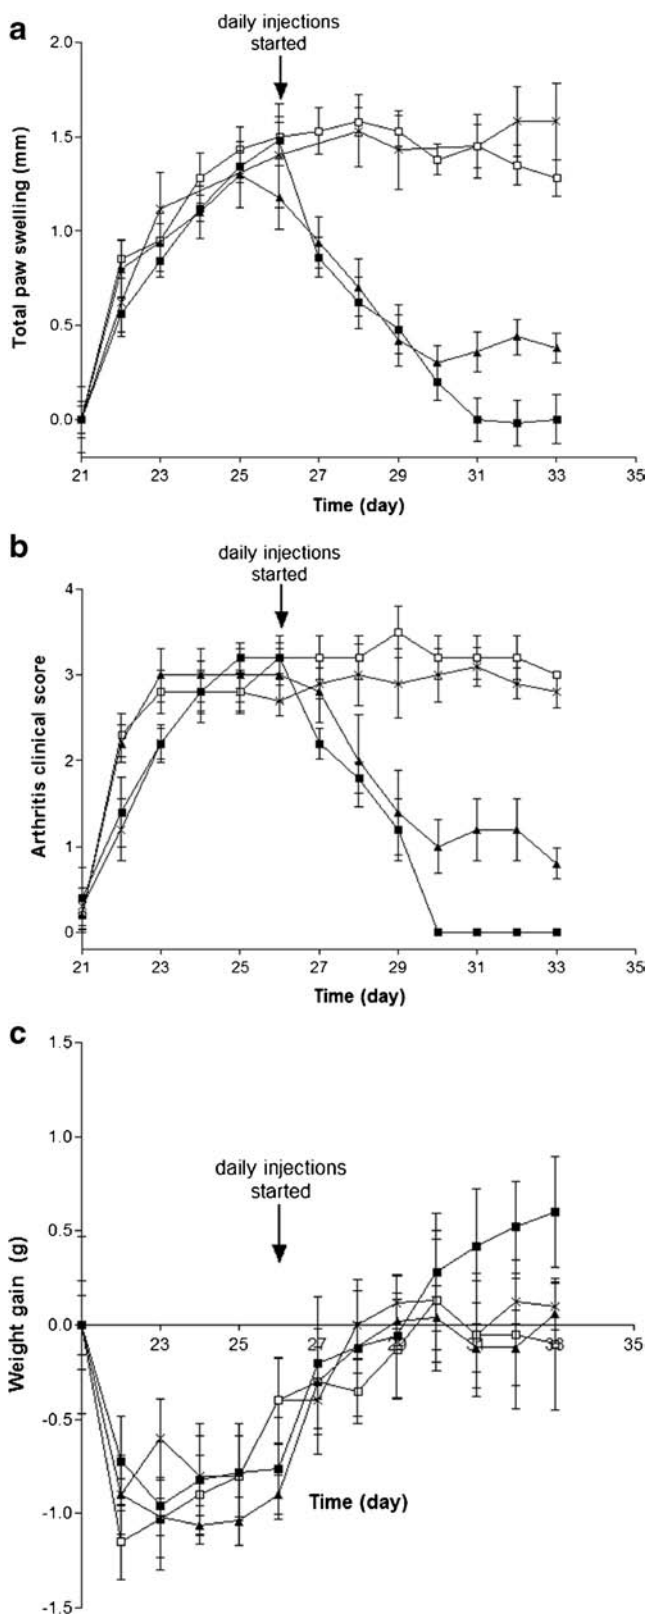 a
daily injections
started
2.0
1.5
1.0
0.5
0.0
Total paw swelling (mm)
21 23 25 27 29 31 33 35
Time (day)
b
daily injections
started
4
3
2
1
0
Arthritis clinical score
21 23 25 27 29 31 33 35
Time (day)
c
1.5
1.0
daily injections
started
0.5
0.0
-0.5
-1.0
-1.5
Weight gain (g)
23 25 27 29 31 33 35
Time (day)